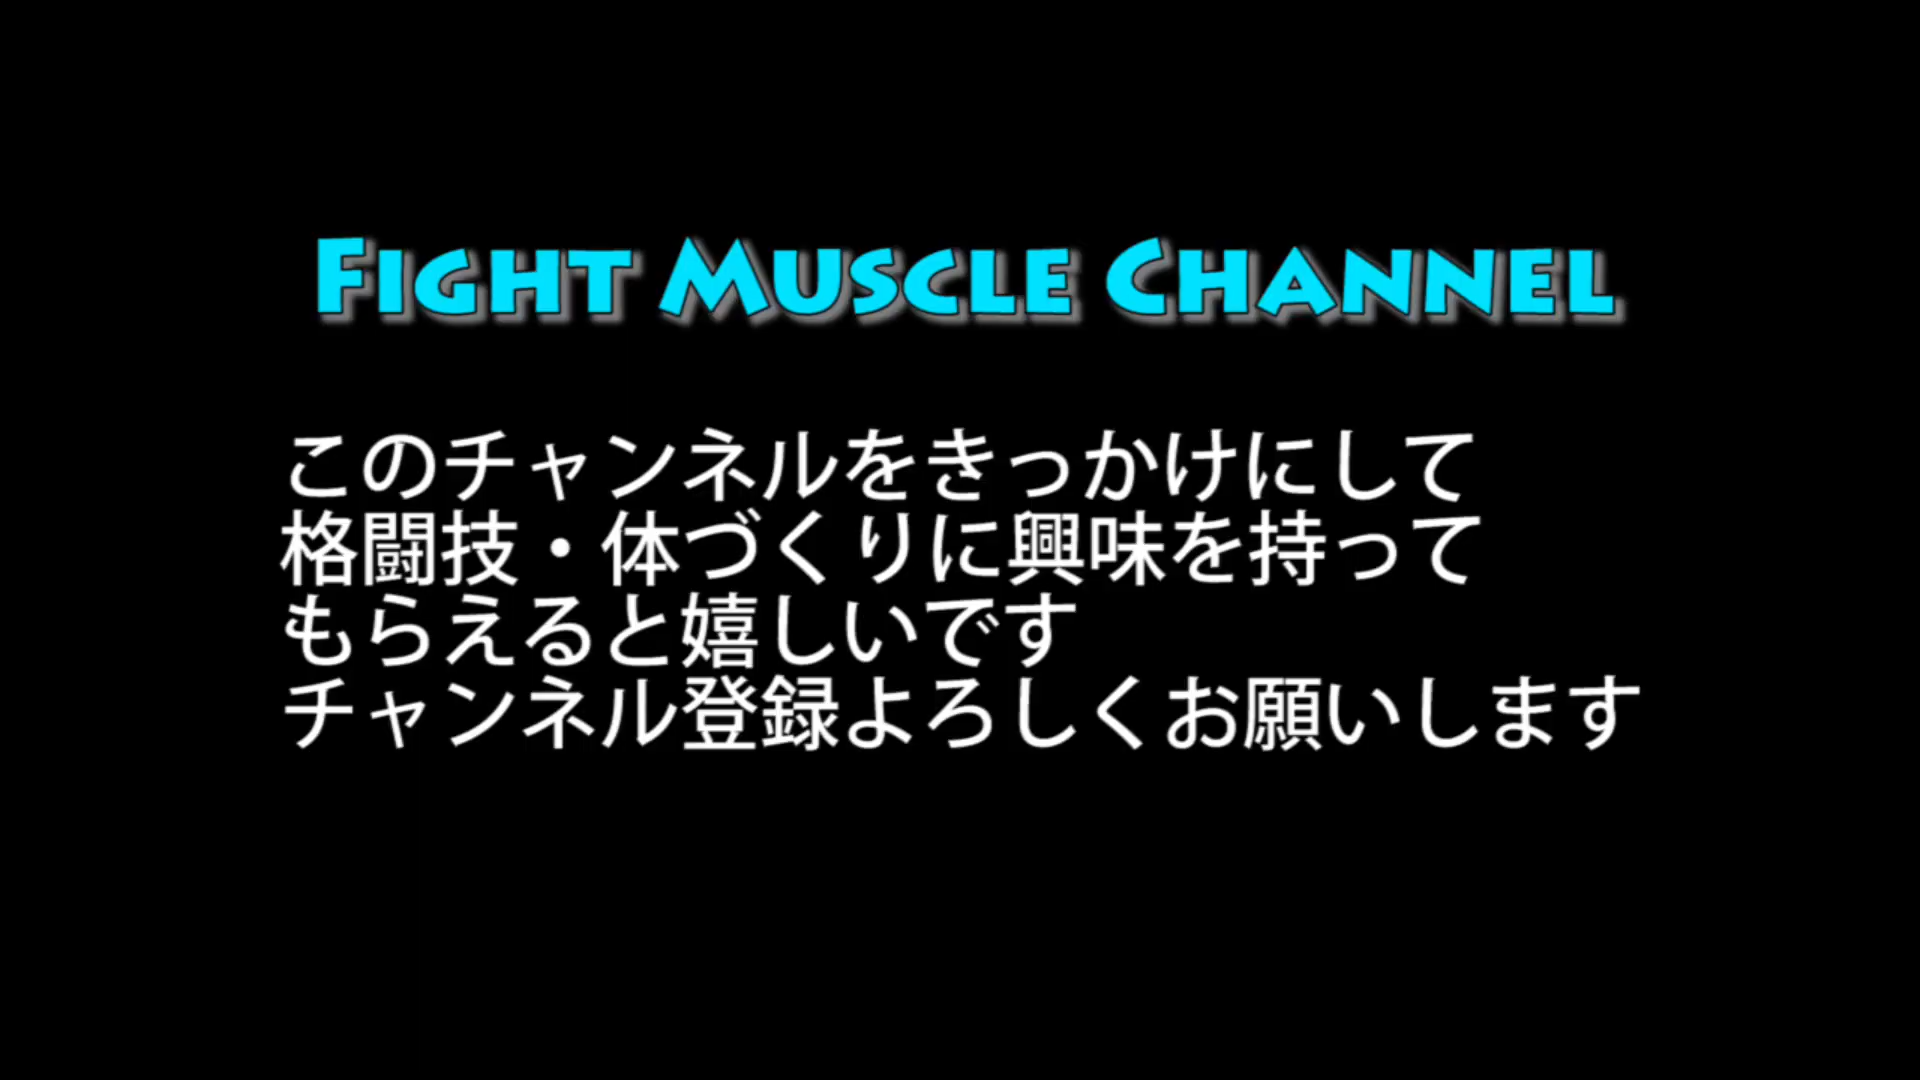 FIGHT MUSCLE CHANNEL
このチャンネルをきっかけにして
格闘技・体づくりに興味を持って
もらえると嬉しいです
チャンネル登録よろしくお願いします